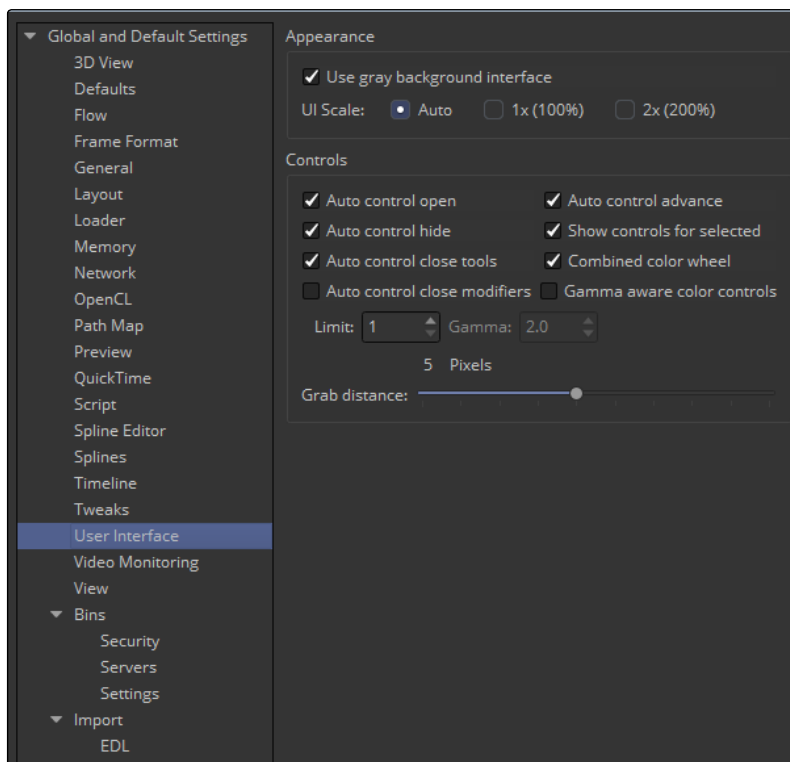 Global and Default Settings
3D View
Defaults
Flow
Frame Format
General
Layout
Loader
Memory
Network
OpenCL
Path Map
Preview
QuickTime
Script
Spline Editor
Splines
Timeline
Tweaks
User Interface
Video Monitoring
View
Bins
Security
Servers
Settings
Import
EDL
Appearance
Use gray background interface
UI Scale: Auto 1x (100%) 2x (200%)
Controls
Auto control open Auto control advance
Auto control hide Show controls for selected
Auto control close tools Combined color wheel
Auto control close modifiers Gamma aware color controls
Limit: 1 Gamma: 2.0
5 Pixels
Grab distance: